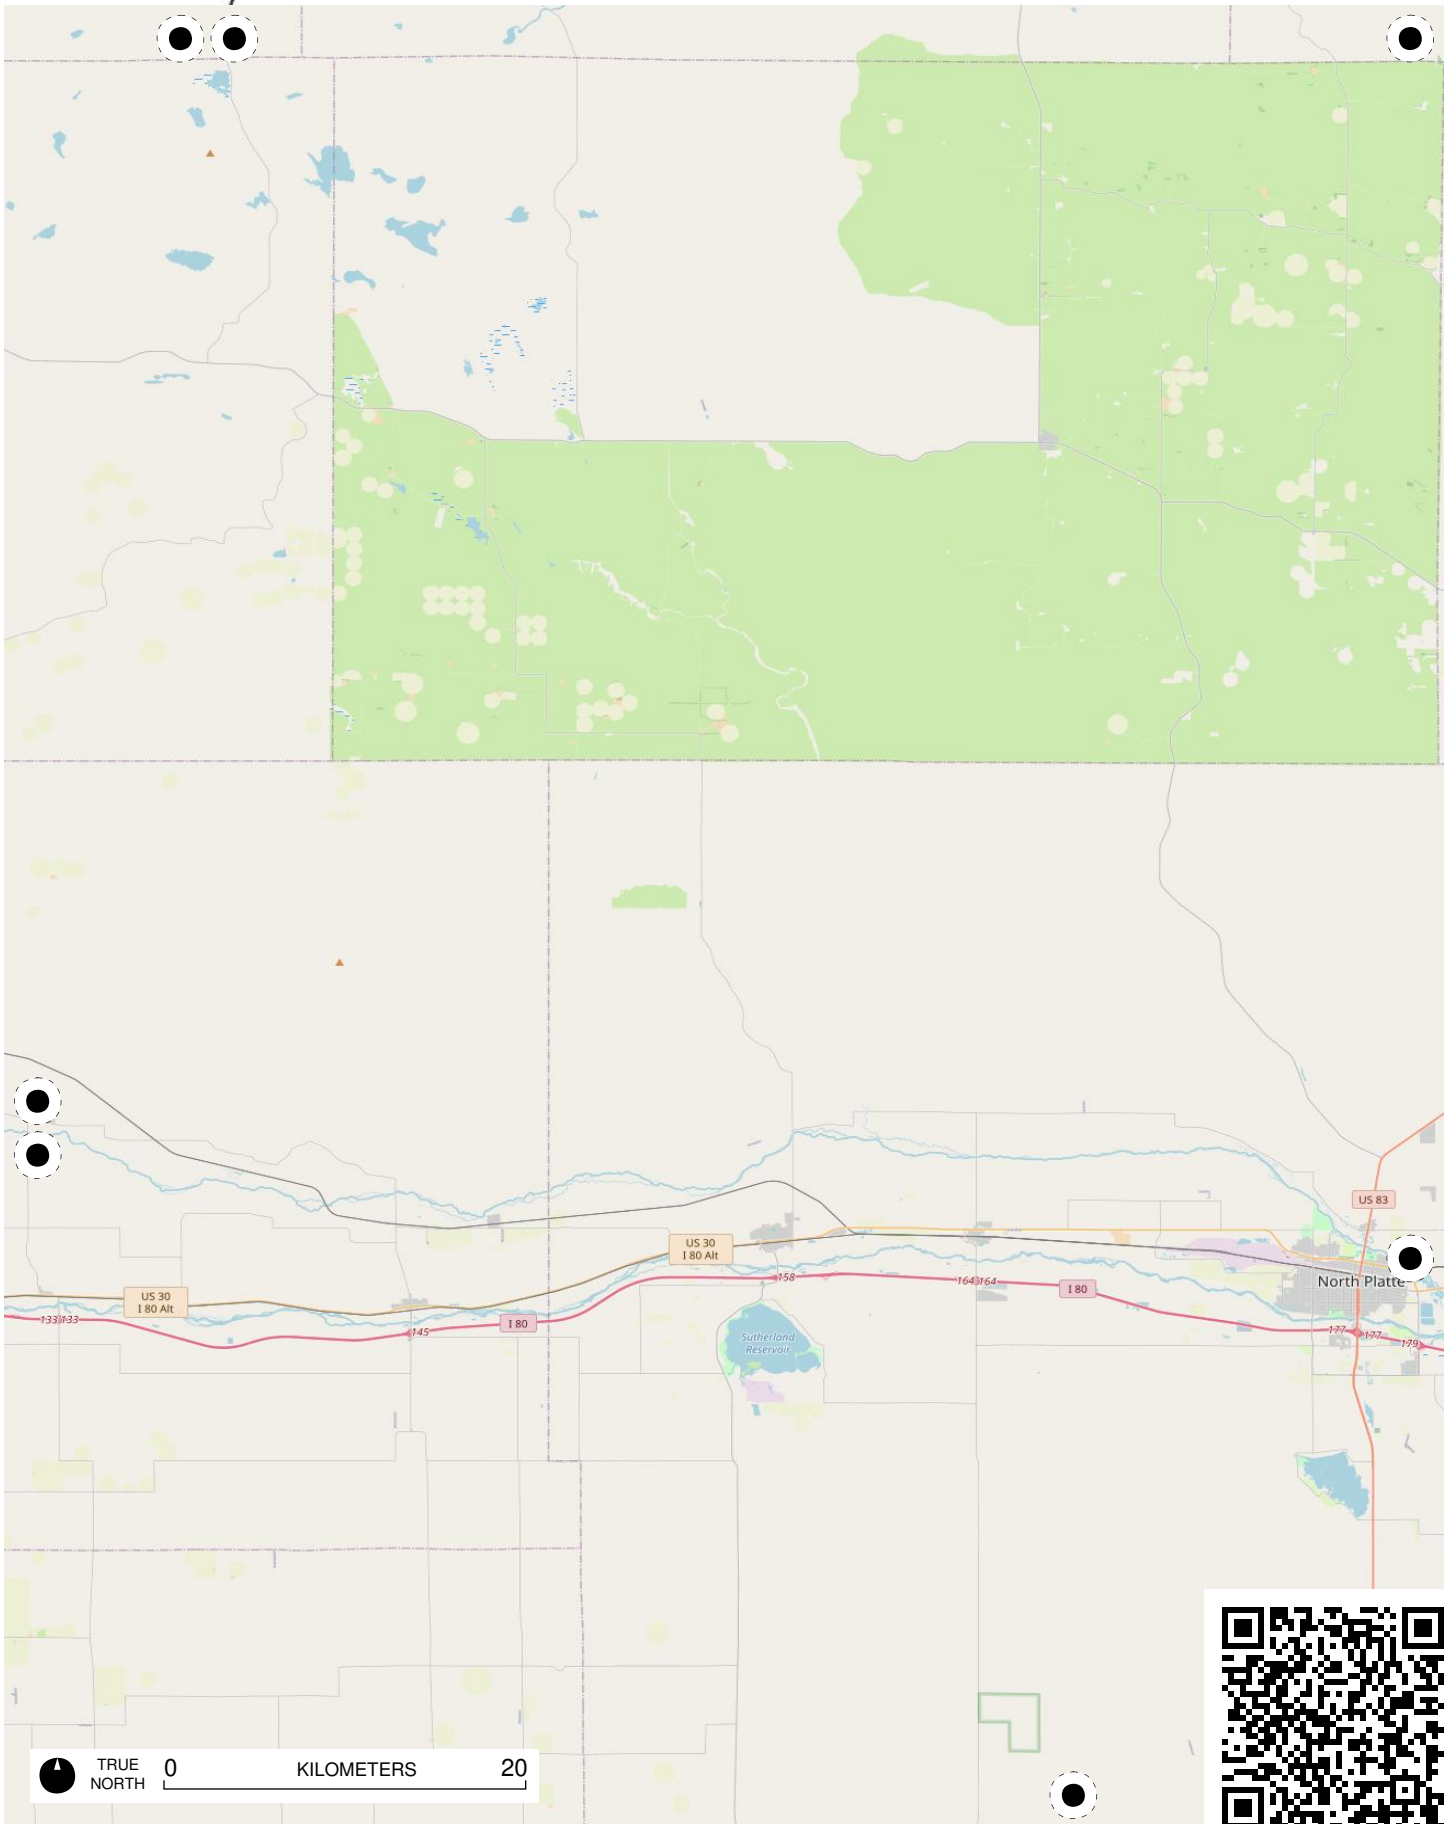 US 83
US 30
I 80 Alt
158
164 164
I 80
North Platte
US 30
I 80 Alt
133 133
145
I 80
Sutherland
Reservoir
177
177
179
TRUE
NORTH
0
KILOMETERS
20